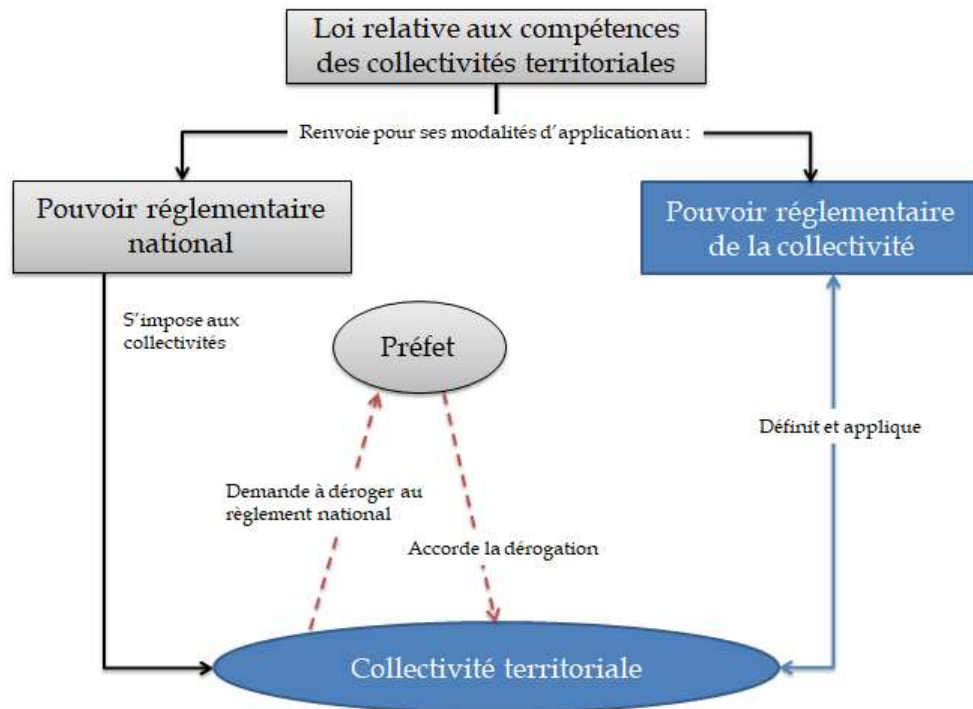 Loi relative aux compétences
des collectivités territoriales
Renvoie pour ses modalités d'application au :
Pouvoir réglementaire
national
Pouvoir réglementaire
de la collectivité
S'impose aux
collectivités
Préfet
Définit et applique
Demande à déroger au
règlement national
Accorde la dérogation
Collectivité territoriale